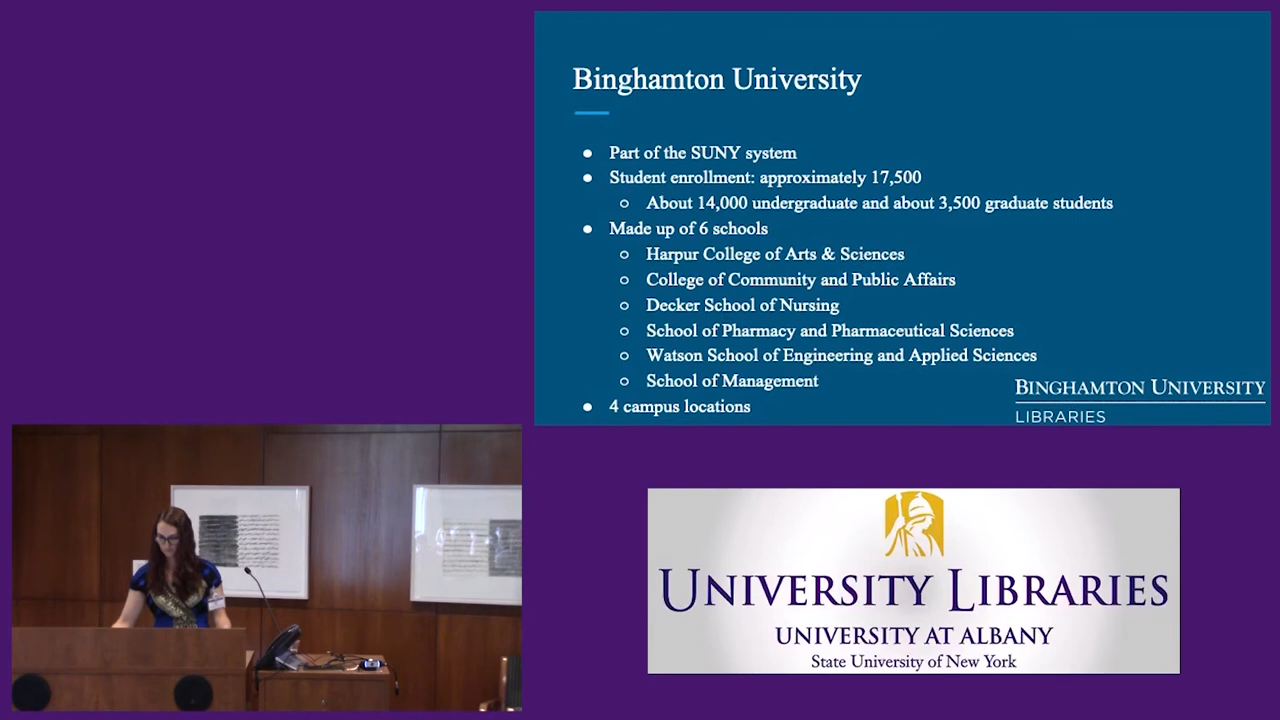 Binghamton University
● Part of the SUNY system
● Student enrollment: approximately 17,500
○ About 14,000 undergraduate and about 3,500 graduate students
● Made up of 6 schools
○ Harpur College of Arts & Sciences
○ College of Community and Public Affairs
○ Decker School of Nursing
○ School of Pharmacy and Pharmaceutical Sciences
○ Watson School of Engineering and Applied Sciences
○ School of Management
● 4 campus locations
BINGHAMTON UNIVERSITY
LIBRARIES
UNIVERSITY LIBRARIES
UNIVERSITY AT ALBANY
State University of New York